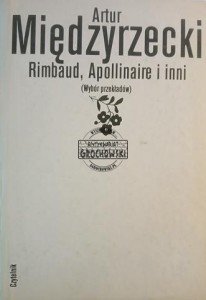 Artur
Międzyrzecki
Rimbaud, Apollinaire i inni
(Wybór przekładów)
GROCHOWSKI
Czytelnik